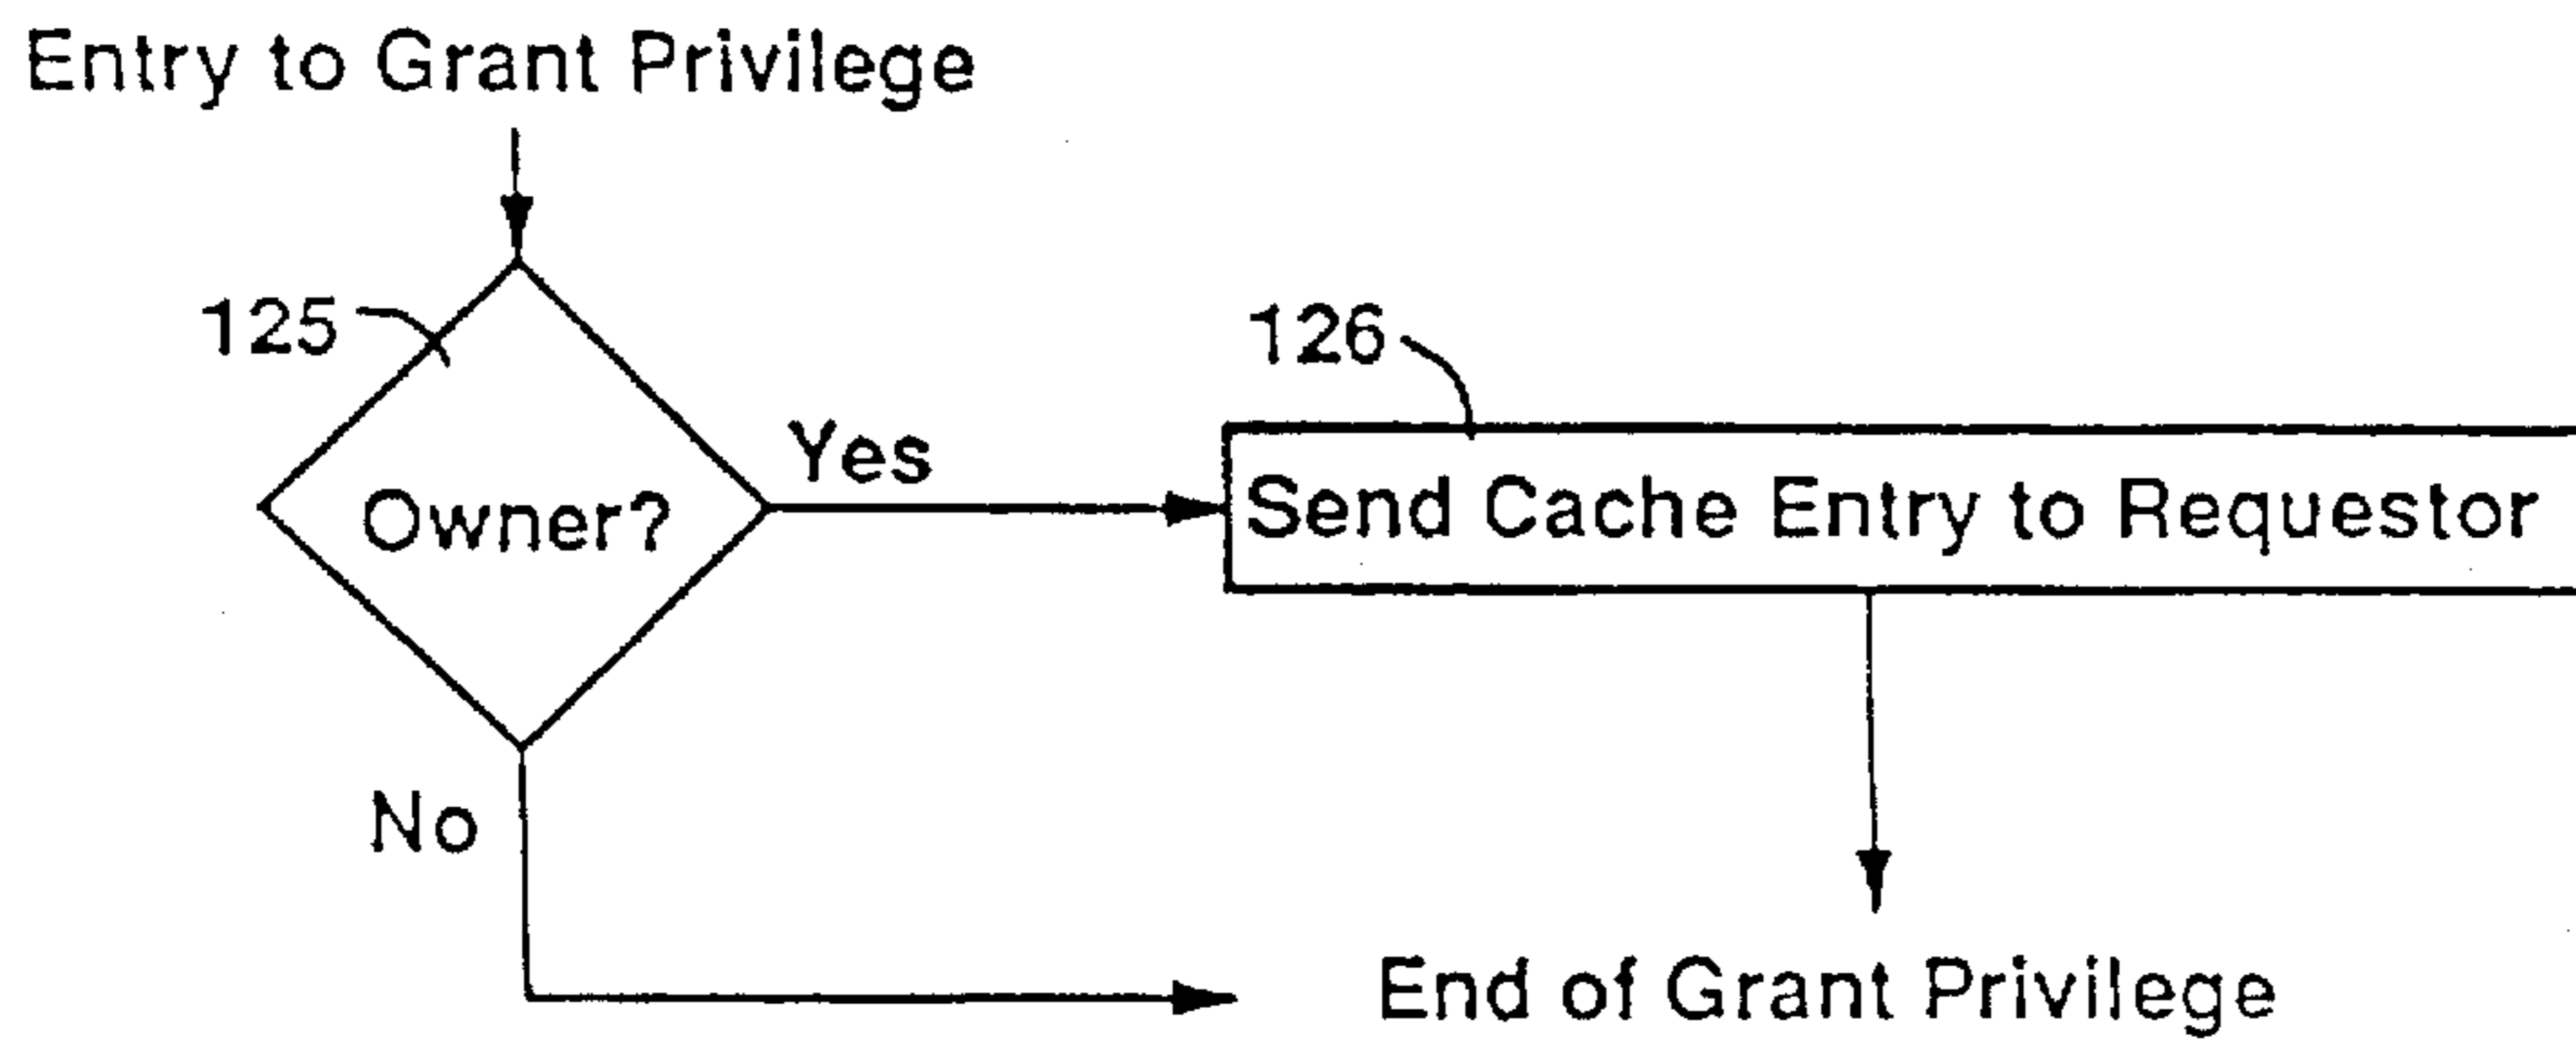 Entry to Grant Privilege
125
126
Yes
Owner?
Send Cache Entry to Requestor
No
End of Grant Privilege